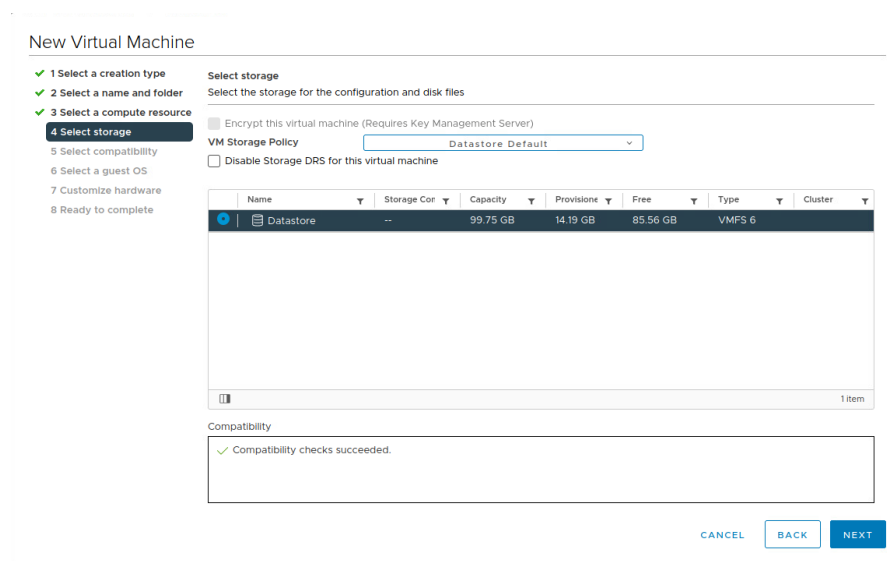 New Virtual Machine
1 Select a creation type
2 Select a name and folder
3 Select a compute resource
4 Select storage
5 Select compatibility
6 Select a guest OS
7 Customize hardware
8 Ready to complete
Select storage
Select the storage for the configuration and disk files
Encrypt this virtual machine (Requires Key Management Server)
VM Storage Policy Datastore Default
Disable Storage DRS for this virtual machine
Name Storage Cor Capacity Provisione Free Type Cluster
Datastore -- 99.75 GB 14.19 GB 85.56 GB VMFS 6
1 item
Compatibility
Compatibility checks succeeded.
CANCEL BACK NEXT